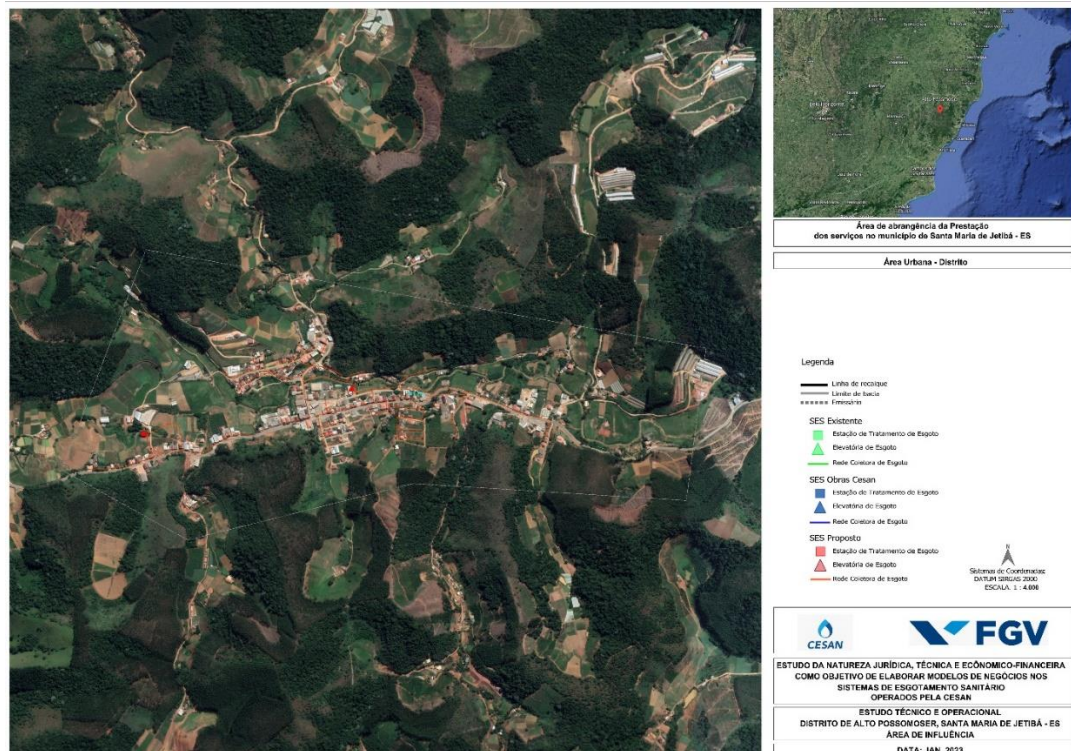 Área de abrangência da Prestação
dos serviços no município de Santa Maria de Jetibá - ES
Área Urbana - Distrito
Legenda
Linha de recalque
Limite de bacia
Emissário
SES Existente
Estação de Tratamento de Esgoto
Elevatória de Esgoto
Rede Coletora de Esgoto
SES Obras Cesan
Estação de Tratamento de Esgoto
Elevatória de Esgoto
Rede Coletora de Esgoto
SES Proposto
Estação de Tratamento de Esgoto
Elevatória de Esgoto
Rede Coletora de Esgoto
N
Sistemas de Coordenadas:
DATUM SIRGAS 2000
ESCALA. 1 : 4.000
CESAN
FGV
ESTUDO DA NATUREZA JURÍDICA, TÉCNICA E ECÔNOMICO-FINANCEIRA
COMO OBJETIVO DE ELABORAR MODELOS DE NEGÓCIOS NOS
SISTEMAS DE ESGOTAMENTO SANITÁRIO
OPERADOS PELA CESAN
ESTUDO TÉCNICO E OPERACIONAL
DISTRITO DE ALTO POSSOMOSER, SANTA MARIA DE JETIBÁ - ES
ÁREA DE INFLUÊNCIA
DATA: JAN. 2023